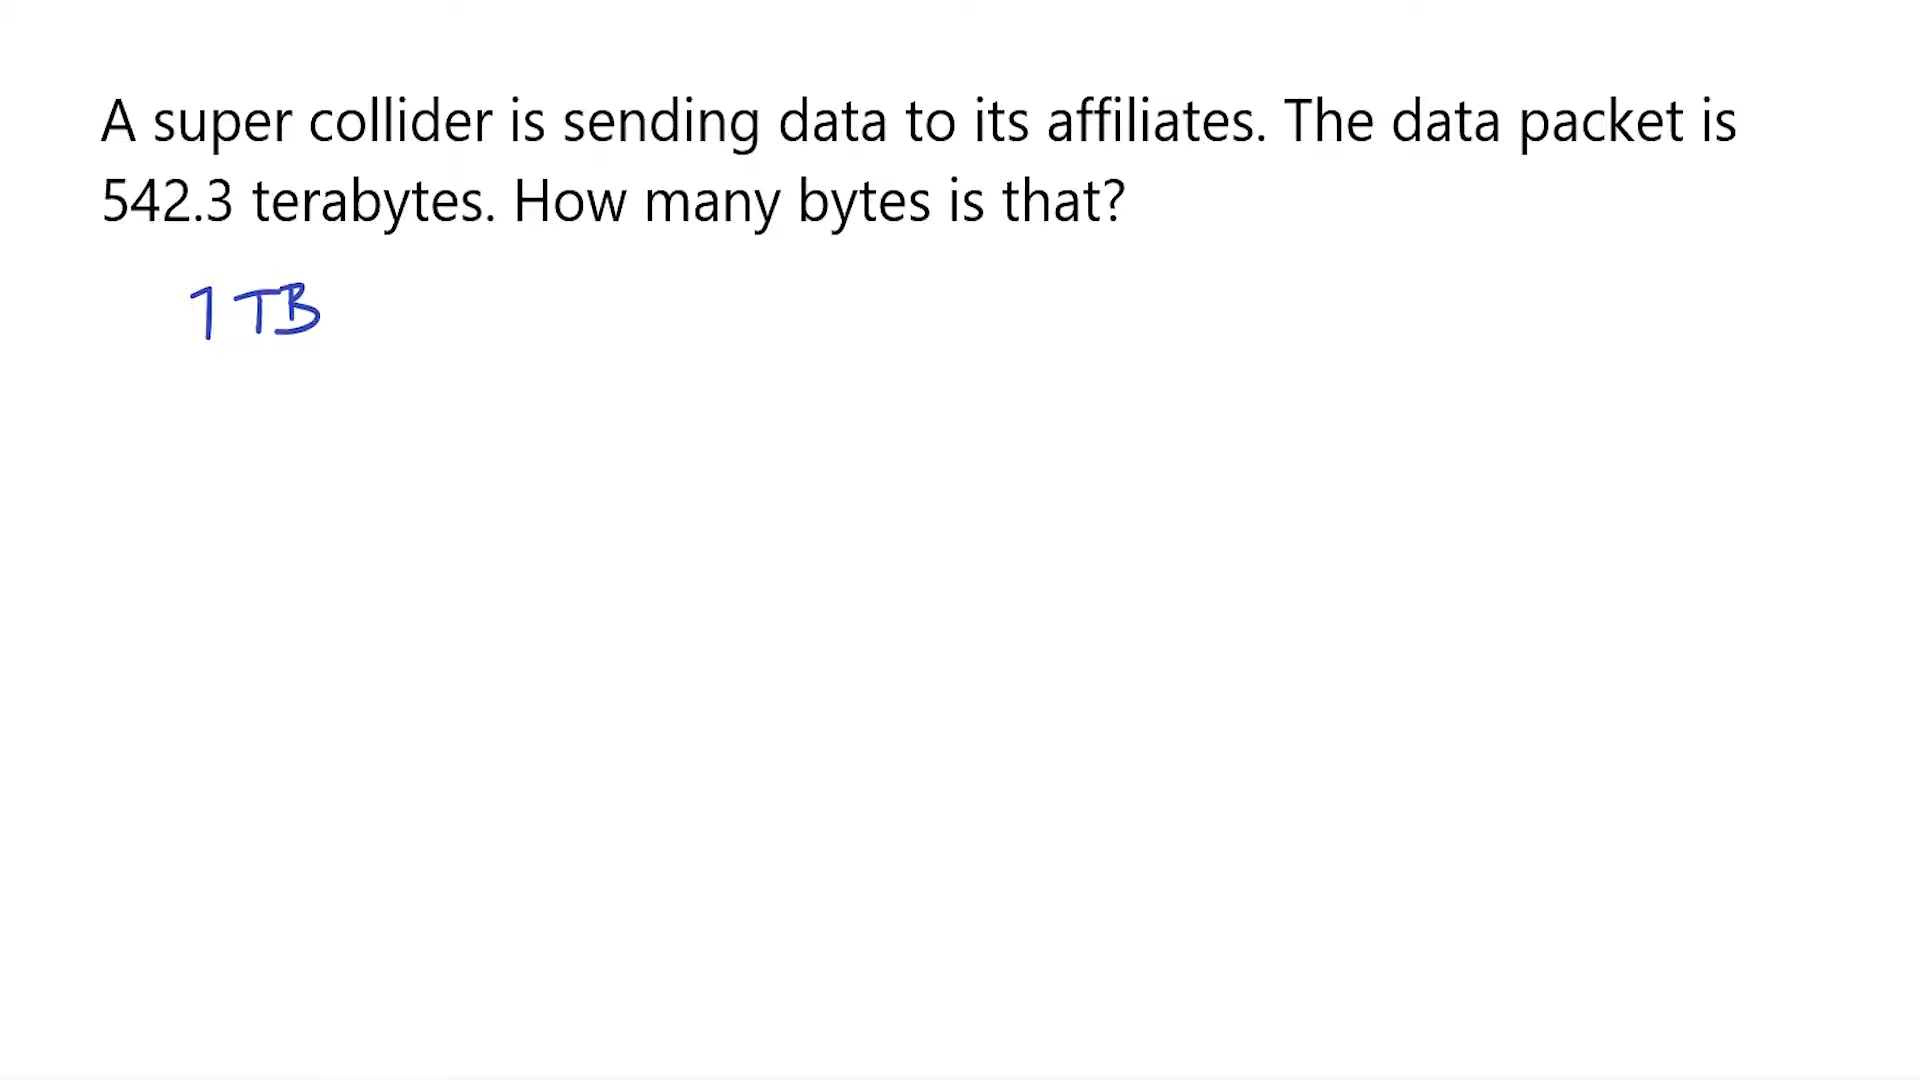 A super collider is sending data to its affiliates. The data packet is
542.3 terabytes. How many bytes is that?
1 TB